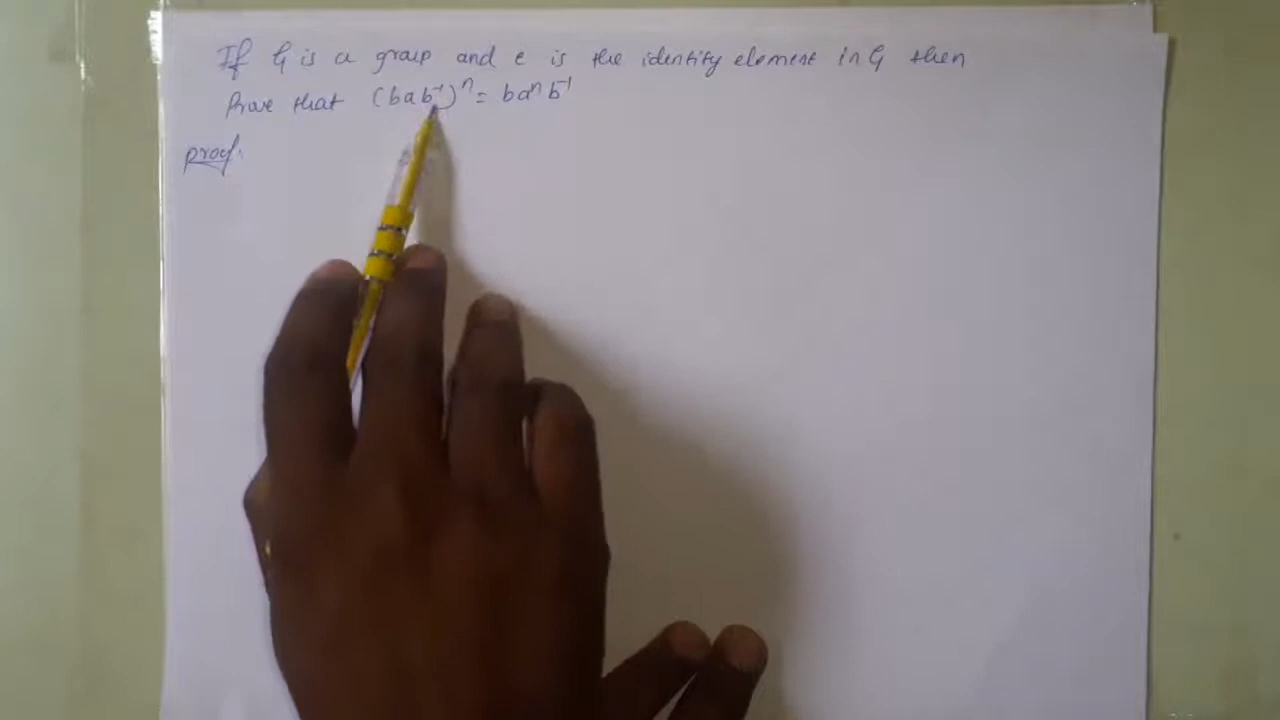 If G is a group and e is the identity element in G then
Prove that (bab⁻¹)ⁿ = baⁿb⁻¹
proof: